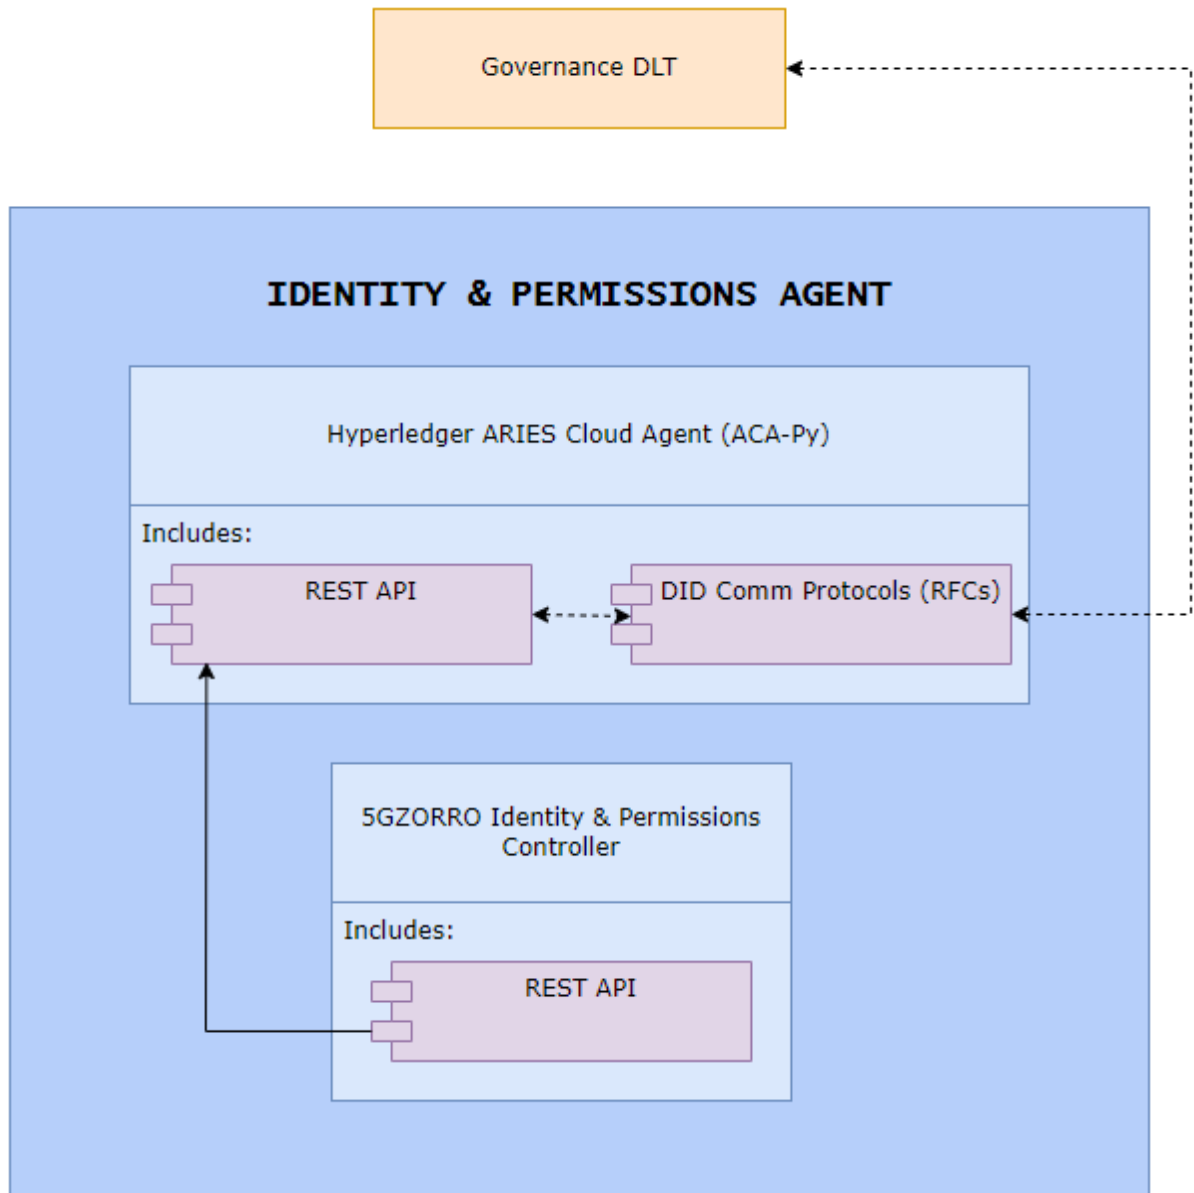 Governance DLT
IDENTITY & PERMISSIONS AGENT
Hyperledger ARIES Cloud Agent (ACA-Py)
Includes:
REST API
DID Comm Protocols (RFCs)
5GZORRO Identity & Permissions
Controller
Includes:
REST API